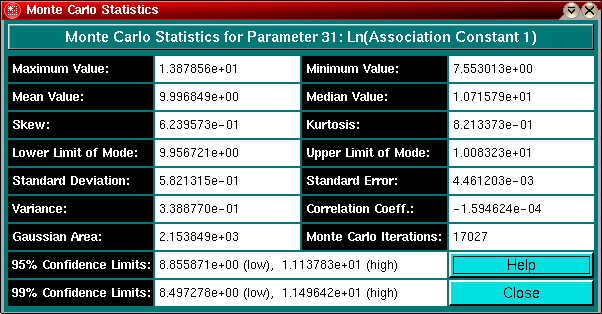 Monte Carlo Statistics
Monte Carlo Statistics for Parameter 31: Ln(Association Constant 1)
Maximum Value: 1.387856e+01 Minimum Value: 7.553013e+00
Mean Value: 9.996849e+00 Median Value: 1.071579e+01
Skew: 6.239573e-01 Kurtosis: 8.213373e-01
Lower Limit of Mode: 9.956721e+00 Upper Limit of Mode: 1.008323e+01
Standard Deviation: 5.821315e-01 Standard Error: 4.461203e-03
Variance: 3.388770e-01 Correlation Coeff.: -1.594624e-04
Gaussian Area: 2.153849e+03 Monte Carlo Iterations: 17027
95% Confidence Limits: 8.855871e+00 (low), 1.113783e+01 (high) Help
99% Confidence Limits: 8.497278e+00 (low), 1.149642e+01 (high) Close